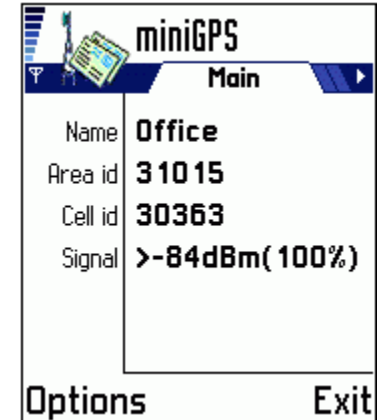 miniGPS
Main
Name Office
Area id 31015
Cell id 30363
Signal >-84dBm(100%)
Options Exit